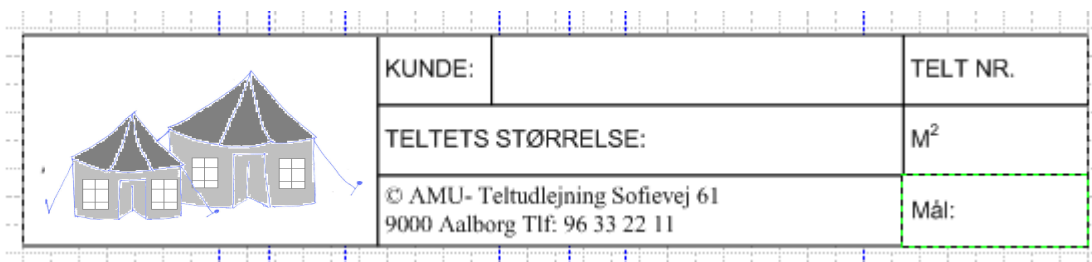 KUNDE:
TELT NR.
TELTETS STØRRELSE:
M²
© AMU- Teltudlejning Sofievej 61
9000 Aalborg Tlf: 96 33 22 11
Mål: